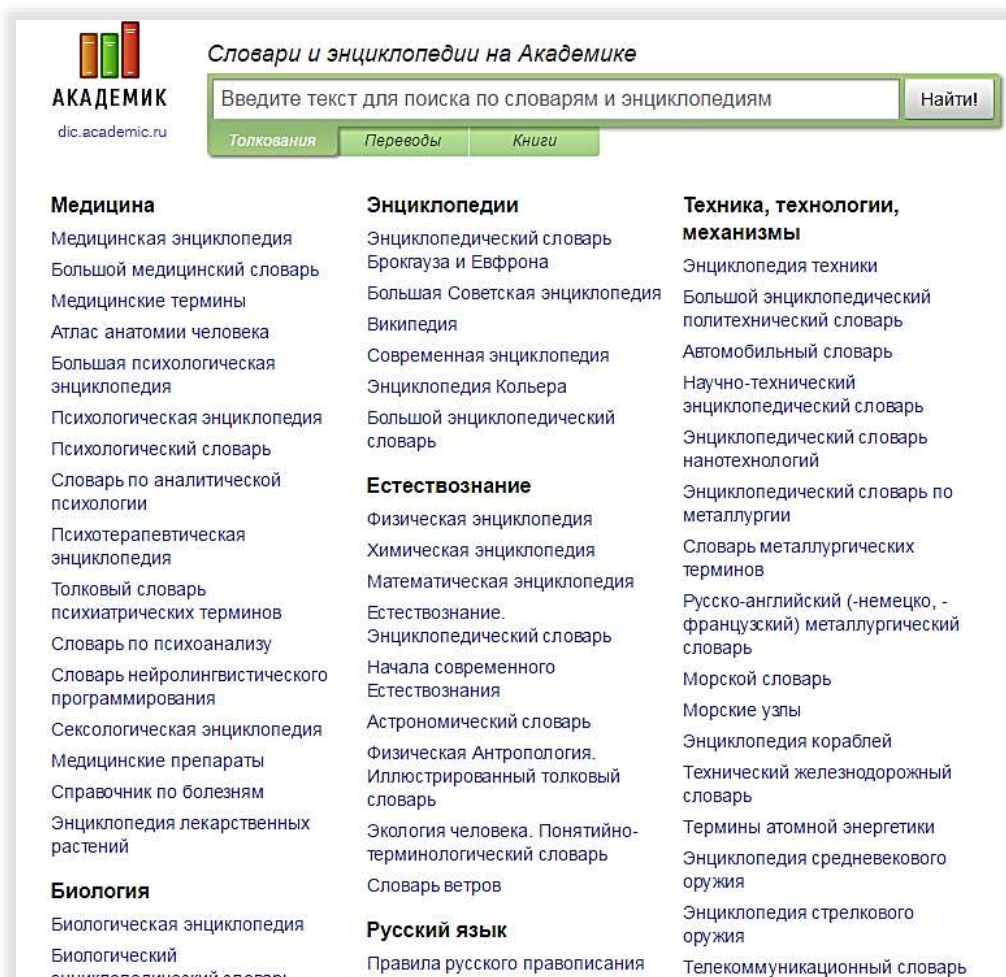 Словари и энциклопедии на Академике
АКАДЕМИК
dic.academic.ru
Введите текст для поиска по словарям и энциклопедиям
Найти!
Толкования
Переводы
Книги
Медицина
Медицинская энциклопедия
Большой медицинский словарь
Медицинские термины
Атлас анатомии человека
Большая психологическая
энциклопедия
Психологическая энциклопедия
Психологический словарь
Словарь по аналитической
психологии
Психотерапевтическая
энциклопедия
Толковый словарь
психиатрических терминов
Словарь по психоанализу
Словарь нейролингвистического
программирования
Сексологическая энциклопедия
Медицинские препараты
Справочник по болезням
Энциклопедия лекарственных
растений
Биология
Биологическая энциклопедия
Биологический
энциклопедический словарь
Энциклопедии
Энциклопедический словарь
Брокгауза и Евфрона
Большая Советская энциклопедия
Википедия
Современная энциклопедия
Энциклопедия Кольера
Большой энциклопедический
словарь
Естествознание
Физическая энциклопедия
Химическая энциклопедия
Математическая энциклопедия
Естествознание.
Энциклопедический словарь
Начала современного
Естествознания
Астрономический словарь
Физическая Антропология.
Иллюстрированный толковый
словарь
Экология человека. Понятийно-
терминологический словарь
Словарь ветров
Русский язык
Правила русского правописания
Техника, технологии,
механизмы
Энциклопедия техники
Большой энциклопедический
политехнический словарь
Автомобильный словарь
Научно-технический
энциклопедический словарь
Энциклопедический словарь
нанотехнологий
Энциклопедический словарь по
металлургии
Словарь металлургических
терминов
Русско-английский (-немецко, -
французский) металлургический
словарь
Морской словарь
Морские узлы
Энциклопедия кораблей
Технический железнодорожный
словарь
Термины атомной энергетики
Энциклопедия средневекового
оружия
Энциклопедия стрелкового
оружия
Телекоммуникационный словарь